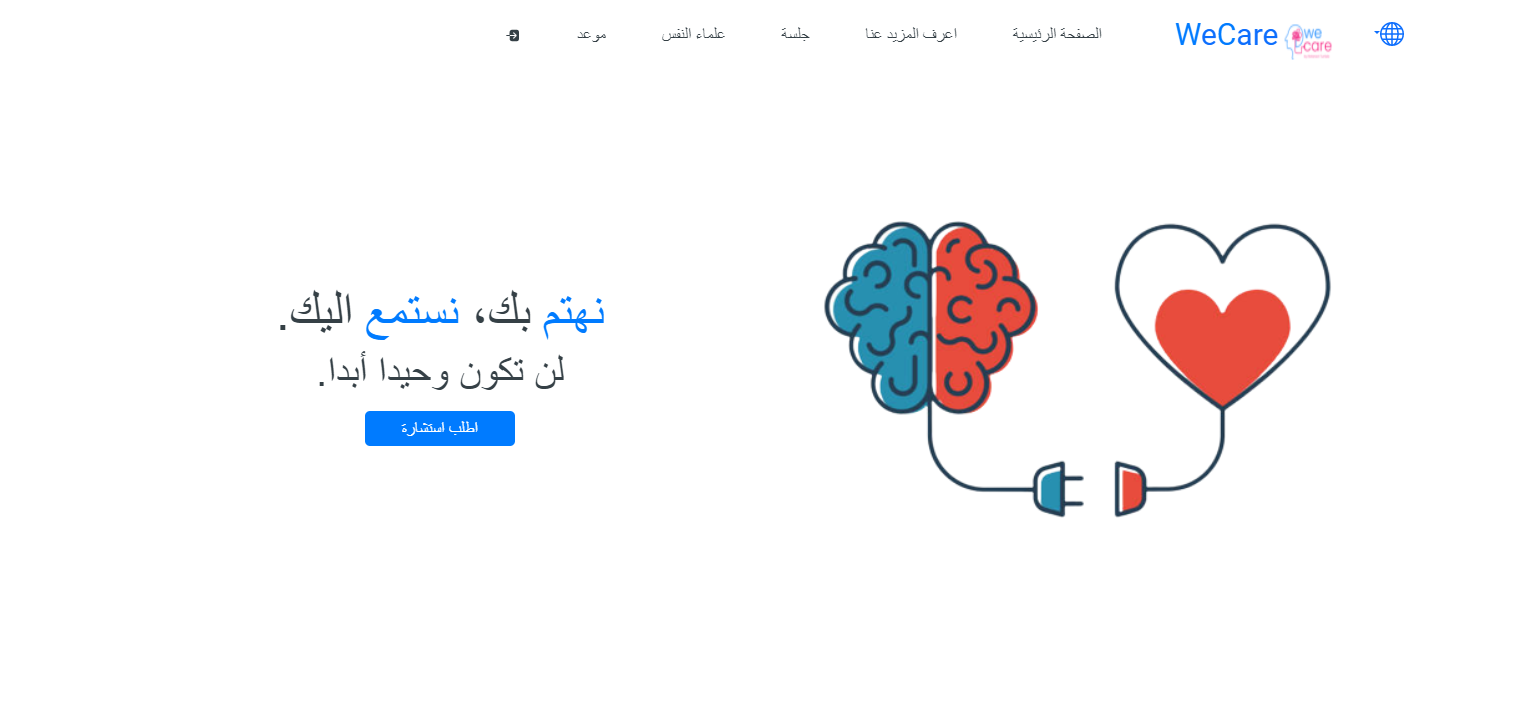 WeCare
we care
الصفحة الرئيسية
اعرف المزيد عنا
جلسة
علماء النفس
موعد
نهتم بك، نستمع اليك.
لن تكون وحيدا أبدا.
اطلب استشارة